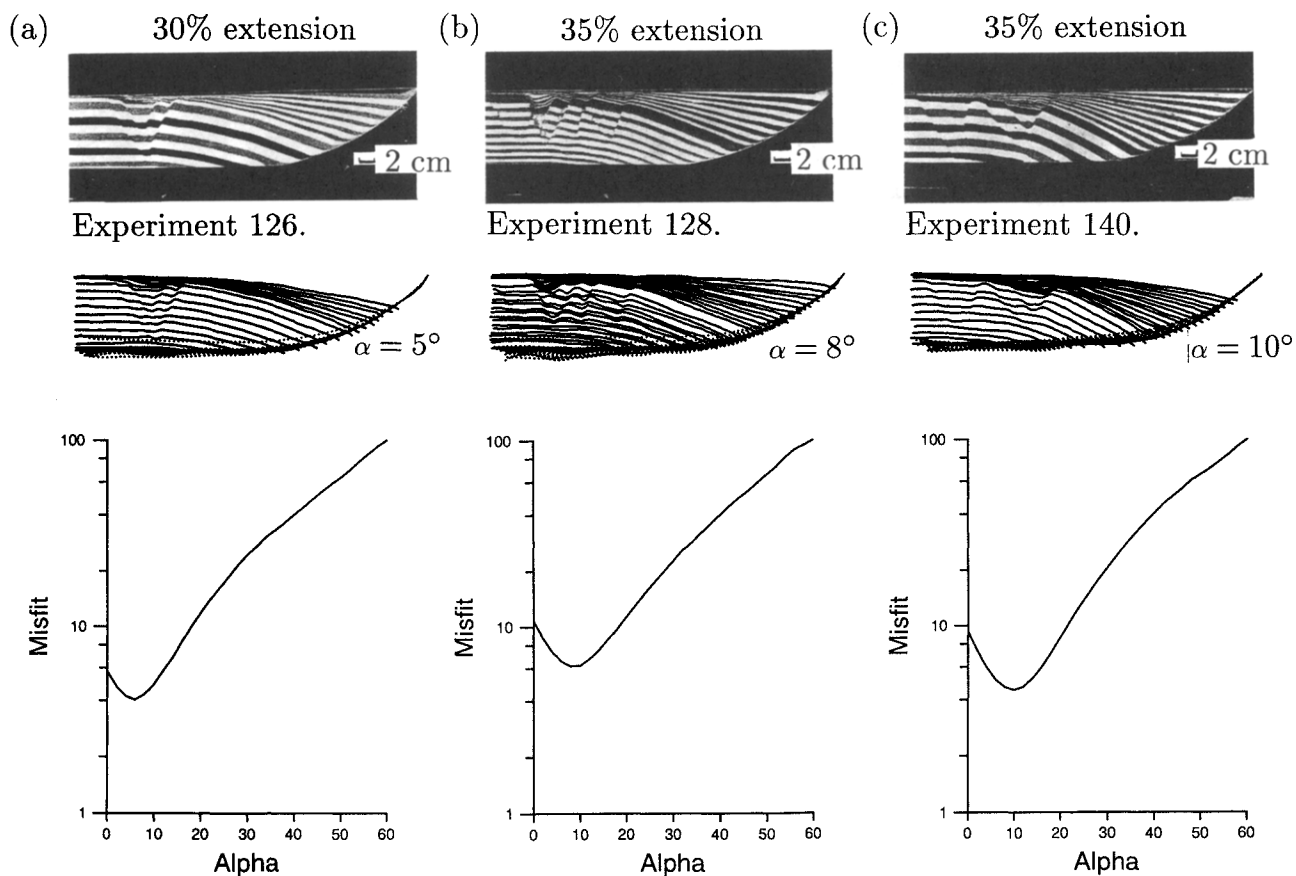 (a) 30% extension
(b) 35% extension
(c) 35% extension
2 cm
2 cm
2 cm
Experiment 126.
Experiment 128.
Experiment 140.
α = 5°
α = 8°
α = 10°
100
10
1
Misfit
0 10 20 30 40 50 60
Alpha
100
10
1
Misfit
0 10 20 30 40 50 60
Alpha
100
10
1
Misfit
0 10 20 30 40 50 60
Alpha